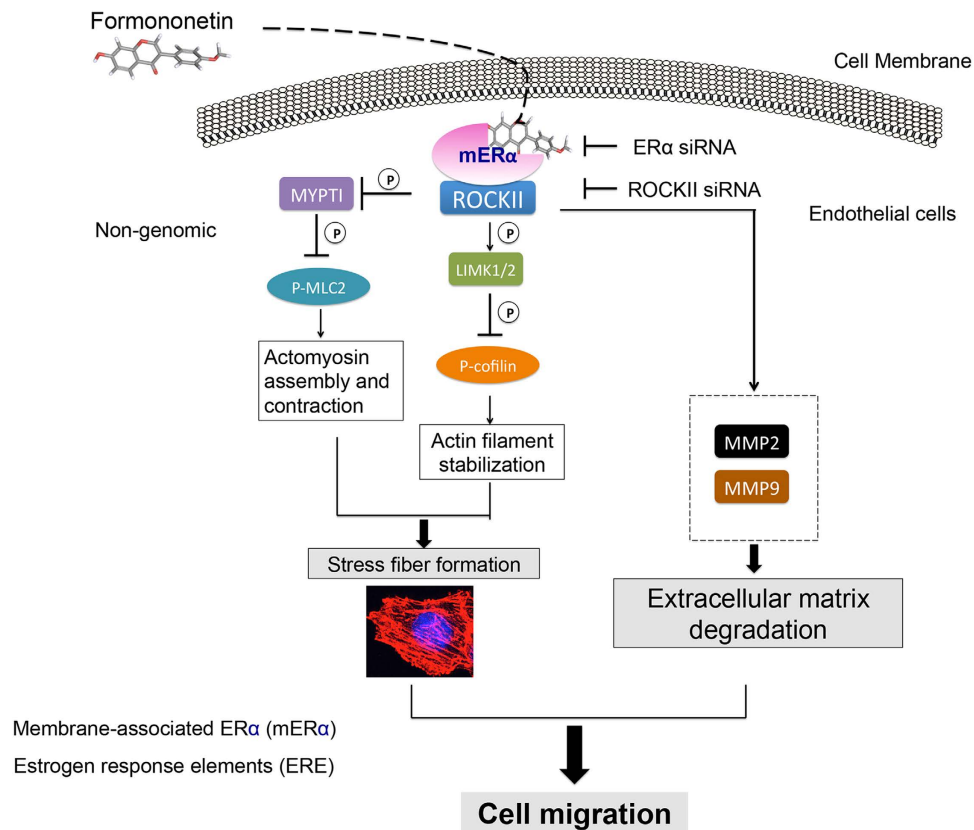 Formononetin
Cell Membrane
mERα
ERα siRNA
ROCKII siRNA
P
MYPTI
ROCKII
Endothelial cells
Non-genomic
P
P
LIMK1/2
P-MLC2
P
Actomyosin
assembly and
contraction
P-cofilin
Actin filament
stabilization
MMP2
MMP9
Stress fiber formation
Extracellular matrix
degradation
Membrane-associated ERα (mERα)
Estrogen response elements (ERE)
Cell migration